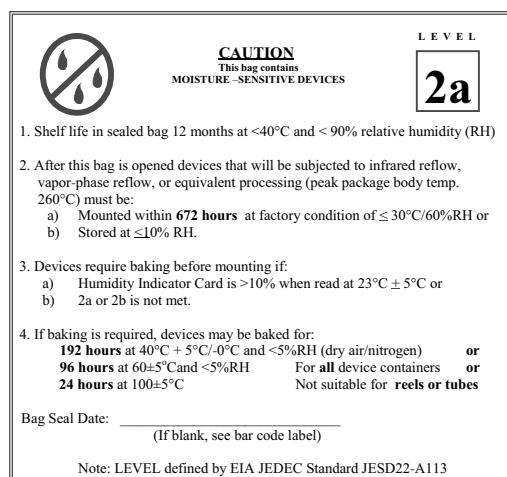 LEVEL
CAUTION
This bag contains
MOISTURE –SENSITIVE DEVICES
2a
1. Shelf life in sealed bag 12 months at <40°C and < 90% relative humidity (RH)
2. After this bag is opened devices that will be subjected to infrared reflow,
vapor-phase reflow, or equivalent processing (peak package body temp.
260°C) must be:
a) Mounted within 672 hours at factory condition of ≤ 30°C/60%RH or
b) Stored at ≤10% RH.
3. Devices require baking before mounting if:
a) Humidity Indicator Card is >10% when read at 23°C ± 5°C or
b) 2a or 2b is not met.
4. If baking is required, devices may be baked for:
192 hours at 40°C + 5°C/-0°C and <5%RH (dry air/nitrogen) or
96 hours at 60±5°Cand <5%RH For all device containers or
24 hours at 100±5°C Not suitable for reels or tubes
Bag Seal Date: ____________________
(If blank, see bar code label)
Note: LEVEL defined by EIA JEDEC Standard JESD22-A113